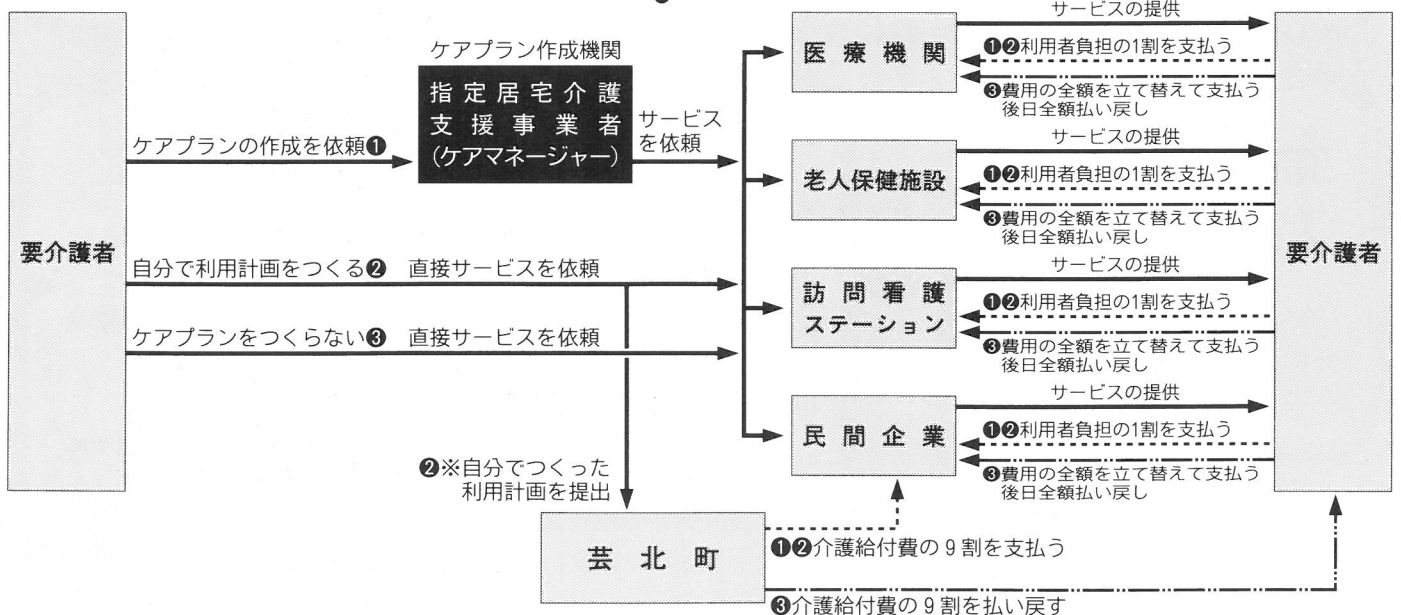 要介護者
ケアプランの作成を依頼❶
ケアプラン作成機関
指定居宅介護
支援事業者
(ケアマネージャー)
サービス
を依頼
自分で利用計画をつくる❷　直接サービスを依頼
ケアプランをつくらない❸　直接サービスを依頼
❷※自分でつくった
利用計画を提出
芸北町
❶❷介護給付費の9割を支払う
❸介護給付費の9割を払い戻す
医療機関
サービスの提供
❶❷利用者負担の1割を支払う
❸費用の全額を立て替えて支払う
後日全額払い戻し
老人保健施設
サービスの提供
❶❷利用者負担の1割を支払う
❸費用の全額を立て替えて支払う
後日全額払い戻し
訪問看護
ステーション
サービスの提供
❶❷利用者負担の1割を支払う
❸費用の全額を立て替えて支払う
後日全額払い戻し
民間企業
サービスの提供
❶❷利用者負担の1割を支払う
❸費用の全額を立て替えて支払う
後日全額払い戻し
要介護者